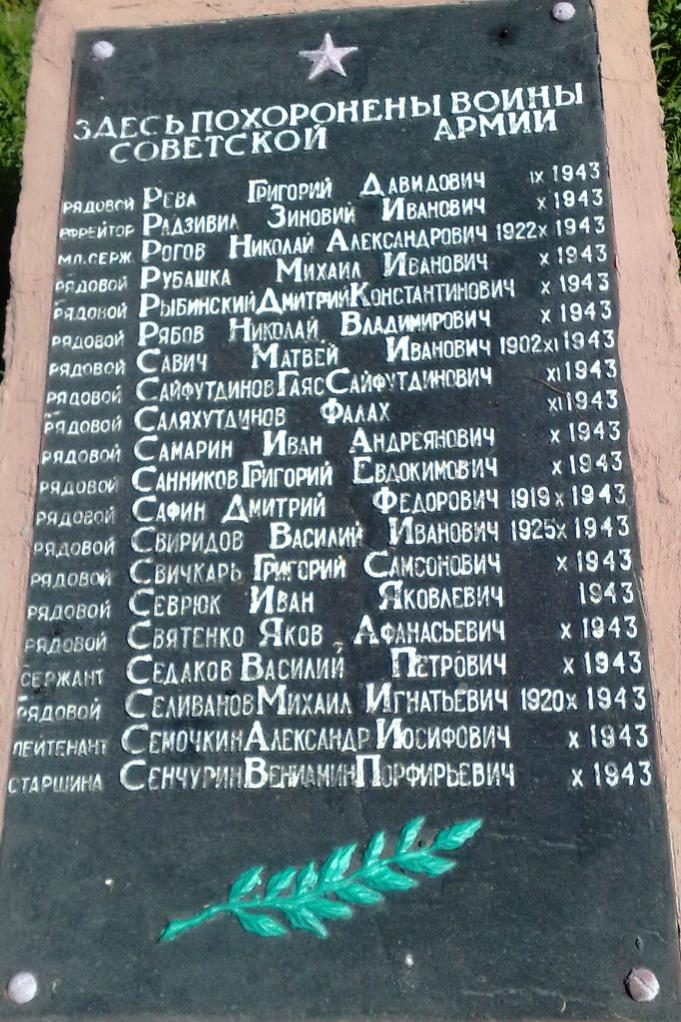 ЗДЕСЬ ПОХОРОНЕНЫ ВОИНЫ
СОВЕТСКОЙ АРМИИ
РЯДОВОЙ РЕВА ГРИГОРИЙ ДАВИДОВИЧ IX 1943
ЕФРЕЙТОР РАДЗИВИЛ ЗИНОВИЙ ИВАНОВИЧ X 1943
МЛ.СЕРЖ. РОГОВ НИКОЛАЙ АЛЕКСАНДРОВИЧ 1922 X 1943
РЯДОВОЙ РУБАШКА МИХАИЛ ИВАНОВИЧ X 1943
РЯДОВОЙ РЫБИНСКИЙ ДМИТРИЙ КОНСТАНТИНОВИЧ X 1943
РЯДОВОЙ РЯБОВ НИКОЛАЙ ВЛАДИМИРОВИЧ X 1943
РЯДОВОЙ САВИЧ МАТВЕЙ ИВАНОВИЧ 1902 XI 1943
РЯДОВОЙ САЙФУТДИНОВ ГАЯС САЙФУТДИНОВИЧ XI 1943
РЯДОВОЙ САЛЯХУТДИНОВ ФАЛАХ XI 1943
РЯДОВОЙ САМАРИН ИВАН АНДРЕЯНОВИЧ X 1943
РЯДОВОЙ САННИКОВ ГРИГОРИЙ ЕВДОКИМОВИЧ X 1943
РЯДОВОЙ САФИН ДМИТРИЙ ФЕДОРОВИЧ 1919 X 1943
РЯДОВОЙ СВИРИДОВ ВАСИЛИЙ ИВАНОВИЧ 1925 X 1943
РЯДОВОЙ СВИЧКАРЬ ГРИГОРИЙ САМСОНОВИЧ X 1943
РЯДОВОЙ СЕВРЮК ИВАН ЯКОВЛЕВИЧ 1943
РЯДОВОЙ СВЯТЕНКО ЯКОВ АФАНАСЬЕВИЧ X 1943
СЕРЖАНТ СЕДАКОВ ВАСИЛИЙ ПЕТРОВИЧ X 1943
РЯДОВОЙ СЕЛИВАНОВ МИХАИЛ ИГНАТЬЕВИЧ 1920 X 1943
ЛЕЙТЕНАНТ СЕМОЧКИН АЛЕКСАНДР ИОСИФОВИЧ X 1943
СТАРШИНА СЕНЧУРИН ВЕНИАМИН ПОРФИРЬЕВИЧ X 1943